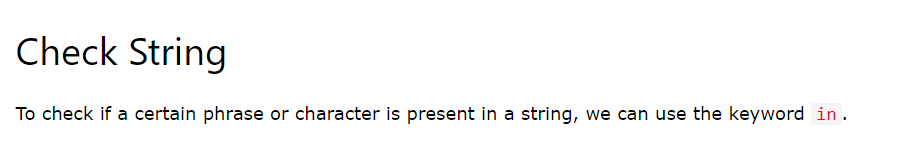 Check String
To check if a certain phrase or character is present in a string, we can use the keyword in.